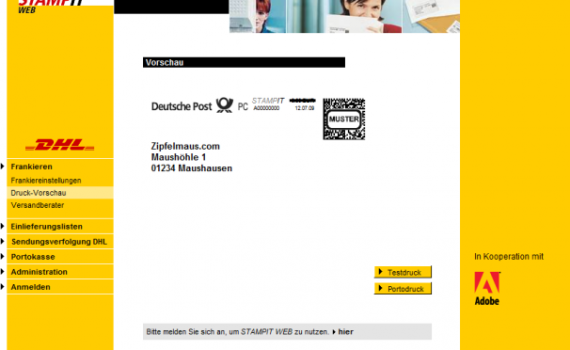 STAMPIT
WEB
Vorschau
Deutsche Post PC STAMPIT
A00000000 12.07.09
MUSTER
Zipfelmaus.com
Maushöhle 1
01234 Maushausen
DHL
Frankieren
Frankiereinstellungen
Druck-Vorschau
Versandberater
Einlieferungslisten
Sendungsverfolgung DHL
Portokasse
Administration
Anmelden
Testdruck
Portodruck
In Kooperation mit
Adobe
Bitte melden Sie sich an, um STAMPIT WEB zu nutzen. hier